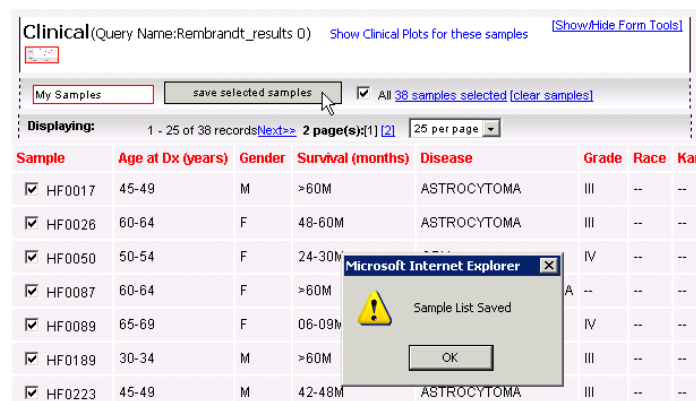 Clinical(Query Name:Rembrandt_results 0) Show Clinical Plots for these samples [Show/Hide Form Tools]
My Samples save selected samples All 38 samples selected [clear samples]
Displaying: 1 - 25 of 38 records Next>> 2 page(s):[1] [2] 25 per page
Sample Age at Dx (years) Gender Survival (months) Disease Grade Race Kar
HF0017 45-49 M >60M ASTROCYTOMA III -- --
HF0026 60-64 F 48-60M ASTROCYTOMA III -- --
HF0050 50-54 F 24-30M IV -- --
Microsoft Internet Explorer
HF0087 60-64 F >60M A -- -- --
Sample List Saved
HF0089 65-69 F 06-09M IV -- --
HF0189 30-34 M >60M III -- --
OK
HF0223 45-49 M 42-48M ASTROCYTOMA III -- --